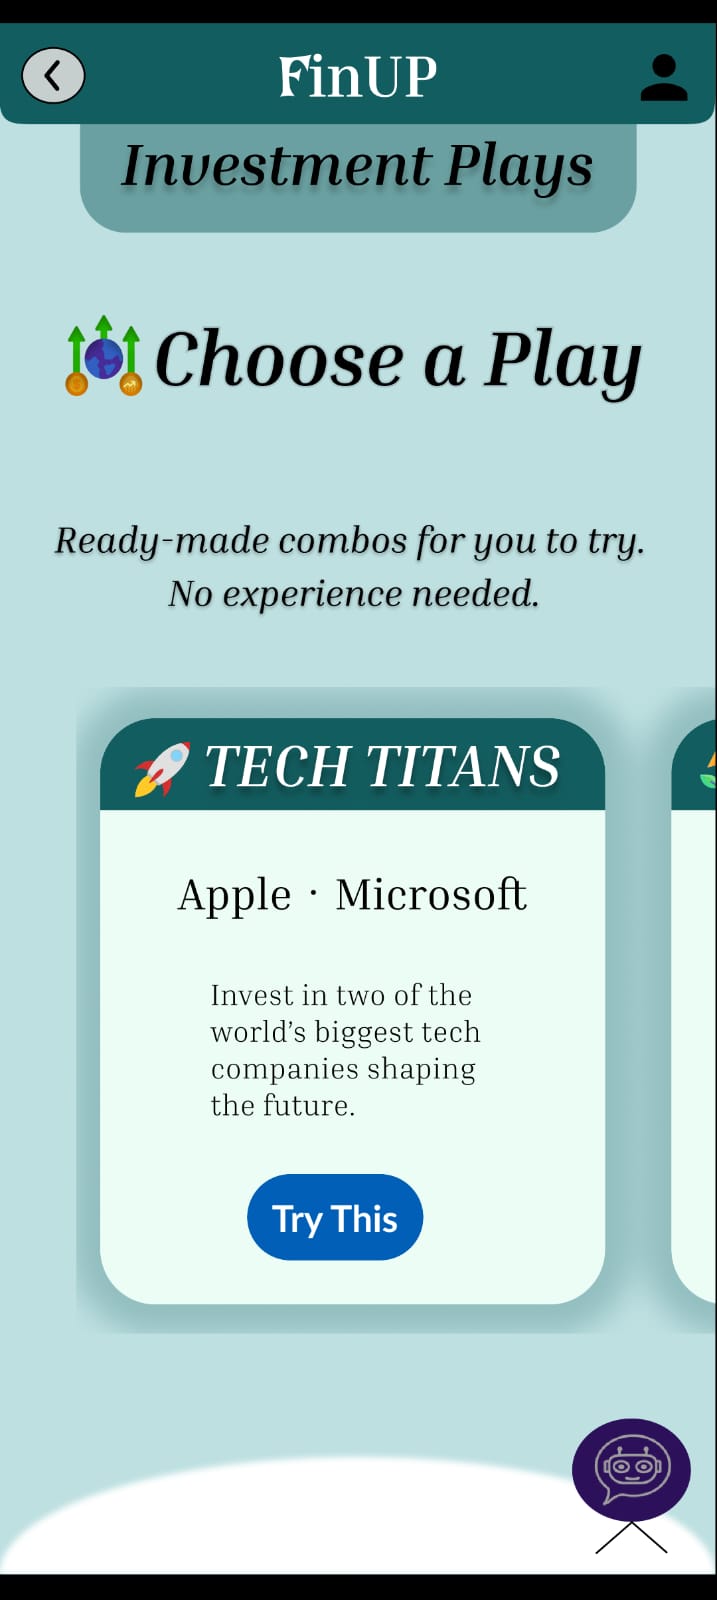 FinUP
Investment Plays
Choose a Play
Ready-made combos for you to try.
No experience needed.
TECH TITANS
Apple · Microsoft
Invest in two of the
world’s biggest tech
companies shaping
the future.
Try This